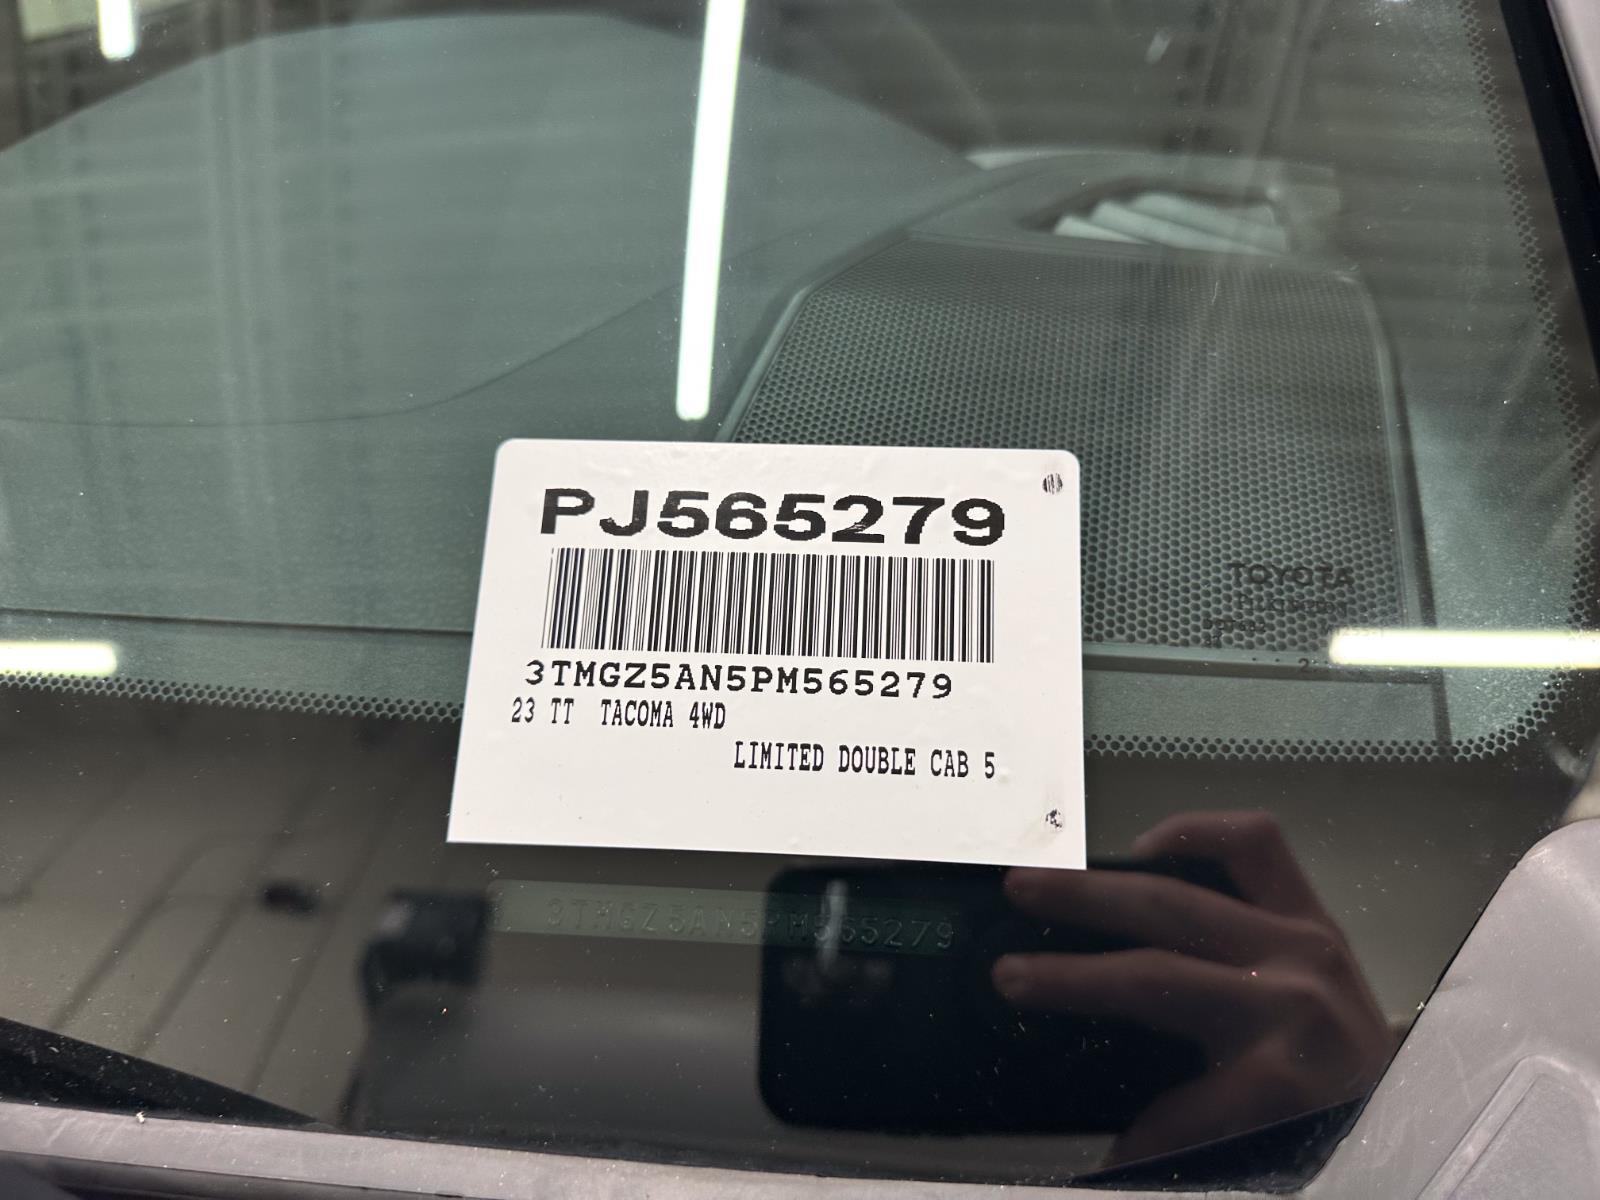 PJ565279
3TMGZ5AN5PM565279
23 TT TACOMA 4WD
LIMITED DOUBLE CAB 5
TOYOTA
3TMGZ5AN5PM565279